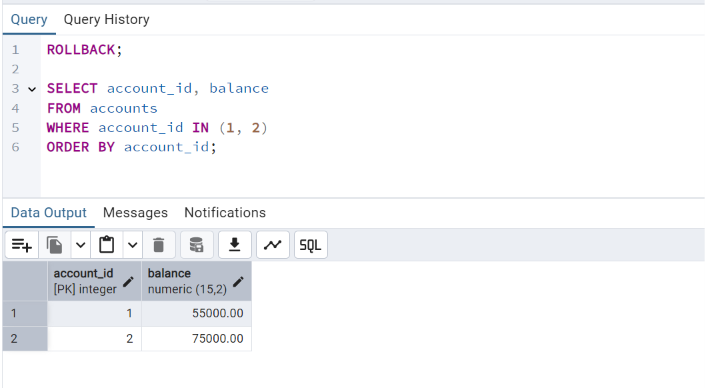 Query Query History
1 ROLLBACK;
2
3 SELECT account_id, balance
4 FROM accounts
5 WHERE account_id IN (1, 2)
6 ORDER BY account_id;
Data Output Messages Notifications
SQL
account_id balance
[PK] integer numeric (15,2)
1 1 55000.00
2 2 75000.00